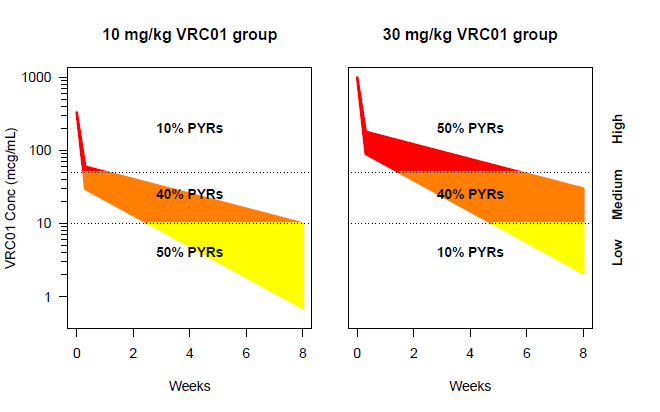 10 mg/kg VRC01 group
30 mg/kg VRC01 group
VRC01 Conc (mcg/mL)
1000
100
10
1
10% PYRs
40% PYRs
50% PYRs
0 2 4 6 8
Weeks
50% PYRs
40% PYRs
10% PYRs
0 2 4 6 8
Weeks
High
Medium
Low